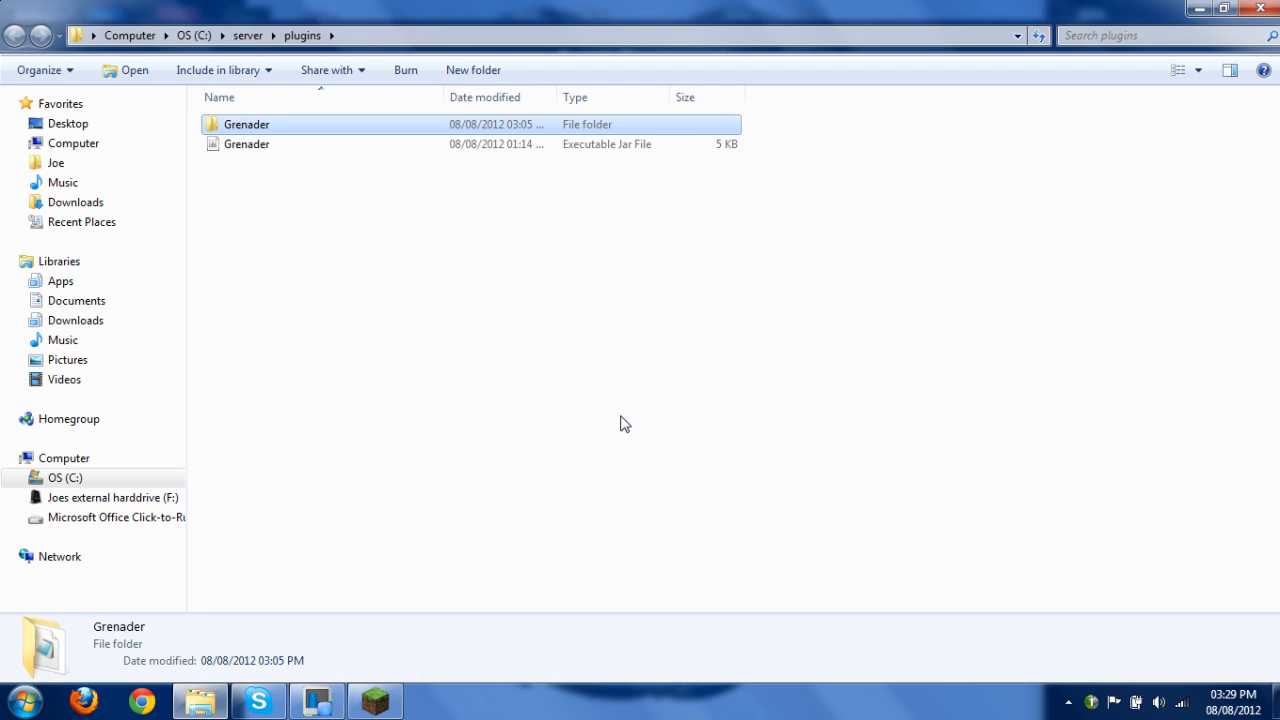 Computer OS (C:) server plugins
Search plugins
Organize Open Include in library Share with Burn New folder
Name Date modified Type Size
Grenader 08/08/2012 03:05 ... File folder
Grenader 08/08/2012 01:14 ... Executable Jar File 5 KB
Favorites
Desktop
Computer
Joe
Music
Downloads
Recent Places
Libraries
Apps
Documents
Downloads
Music
Pictures
Videos
Homegroup
Computer
OS (C:)
Joes external harddrive (F:)
Microsoft Office Click-to-Ru
Network
Grenader
File folder
Date modified: 08/08/2012 03:05 PM
03:29 PM
08/08/2012